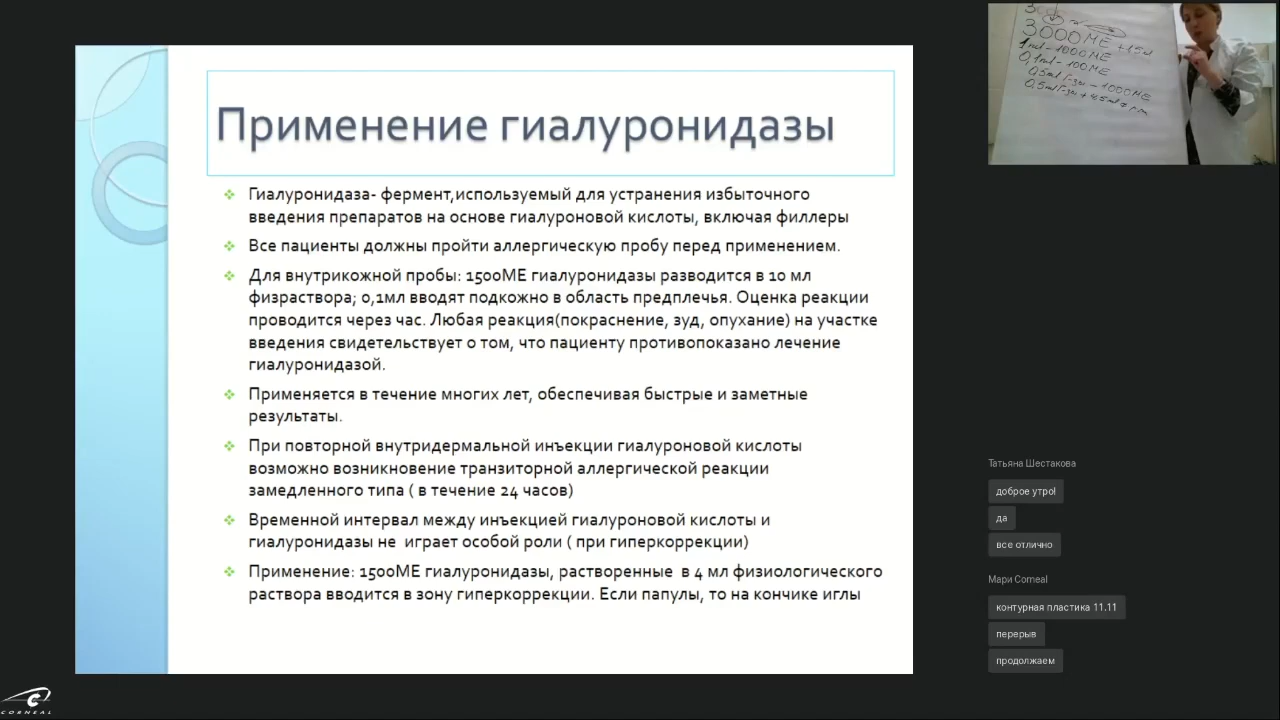 Применение гиалуронидазы
Гиалуронидаза- фермент,используемый для устранения избыточного
введения препаратов на основе гиалуроновой кислоты, включая филлеры
Все пациенты должны пройти аллергическую пробу перед применением.
Для внутрикожной пробы: 1500МЕ гиалуронидазы разводится в 10 мл
физраствора; 0,1мл вводят подкожно в область предплечья. Оценка реакции
проводится через час. Любая реакция(покраснение, зуд, опухание) на участке
введения свидетельствует о том, что пациенту противопоказано лечение
гиалуронидазой.
Применяется в течение многих лет, обеспечивая быстрые и заметные
результаты.
При повторной внутридермальной инъекции гиалуроновой кислоты
возможно возникновение транзиторной аллергической реакции
замедленного типа ( в течение 24 часов)
Временной интервал между инъекцией гиалуроновой кислоты и
гиалуронидазы не играет особой роли ( при гиперкоррекции)
Применение: 1500МЕ гиалуронидазы, растворенные в 4 мл физиологического
раствора вводится в зону гиперкоррекции. Если папулы, то на кончике иглы
3000МЕ
1ml - 1000МЕ
0,1ml - 100МЕ
0,5ml - 1000МЕ
0,5ml
Татьяна Шестакова
доброе утро!
да
все отлично
Мари Corneal
контурная пластика 11.11
перерыв
продолжаем
CORNEAL